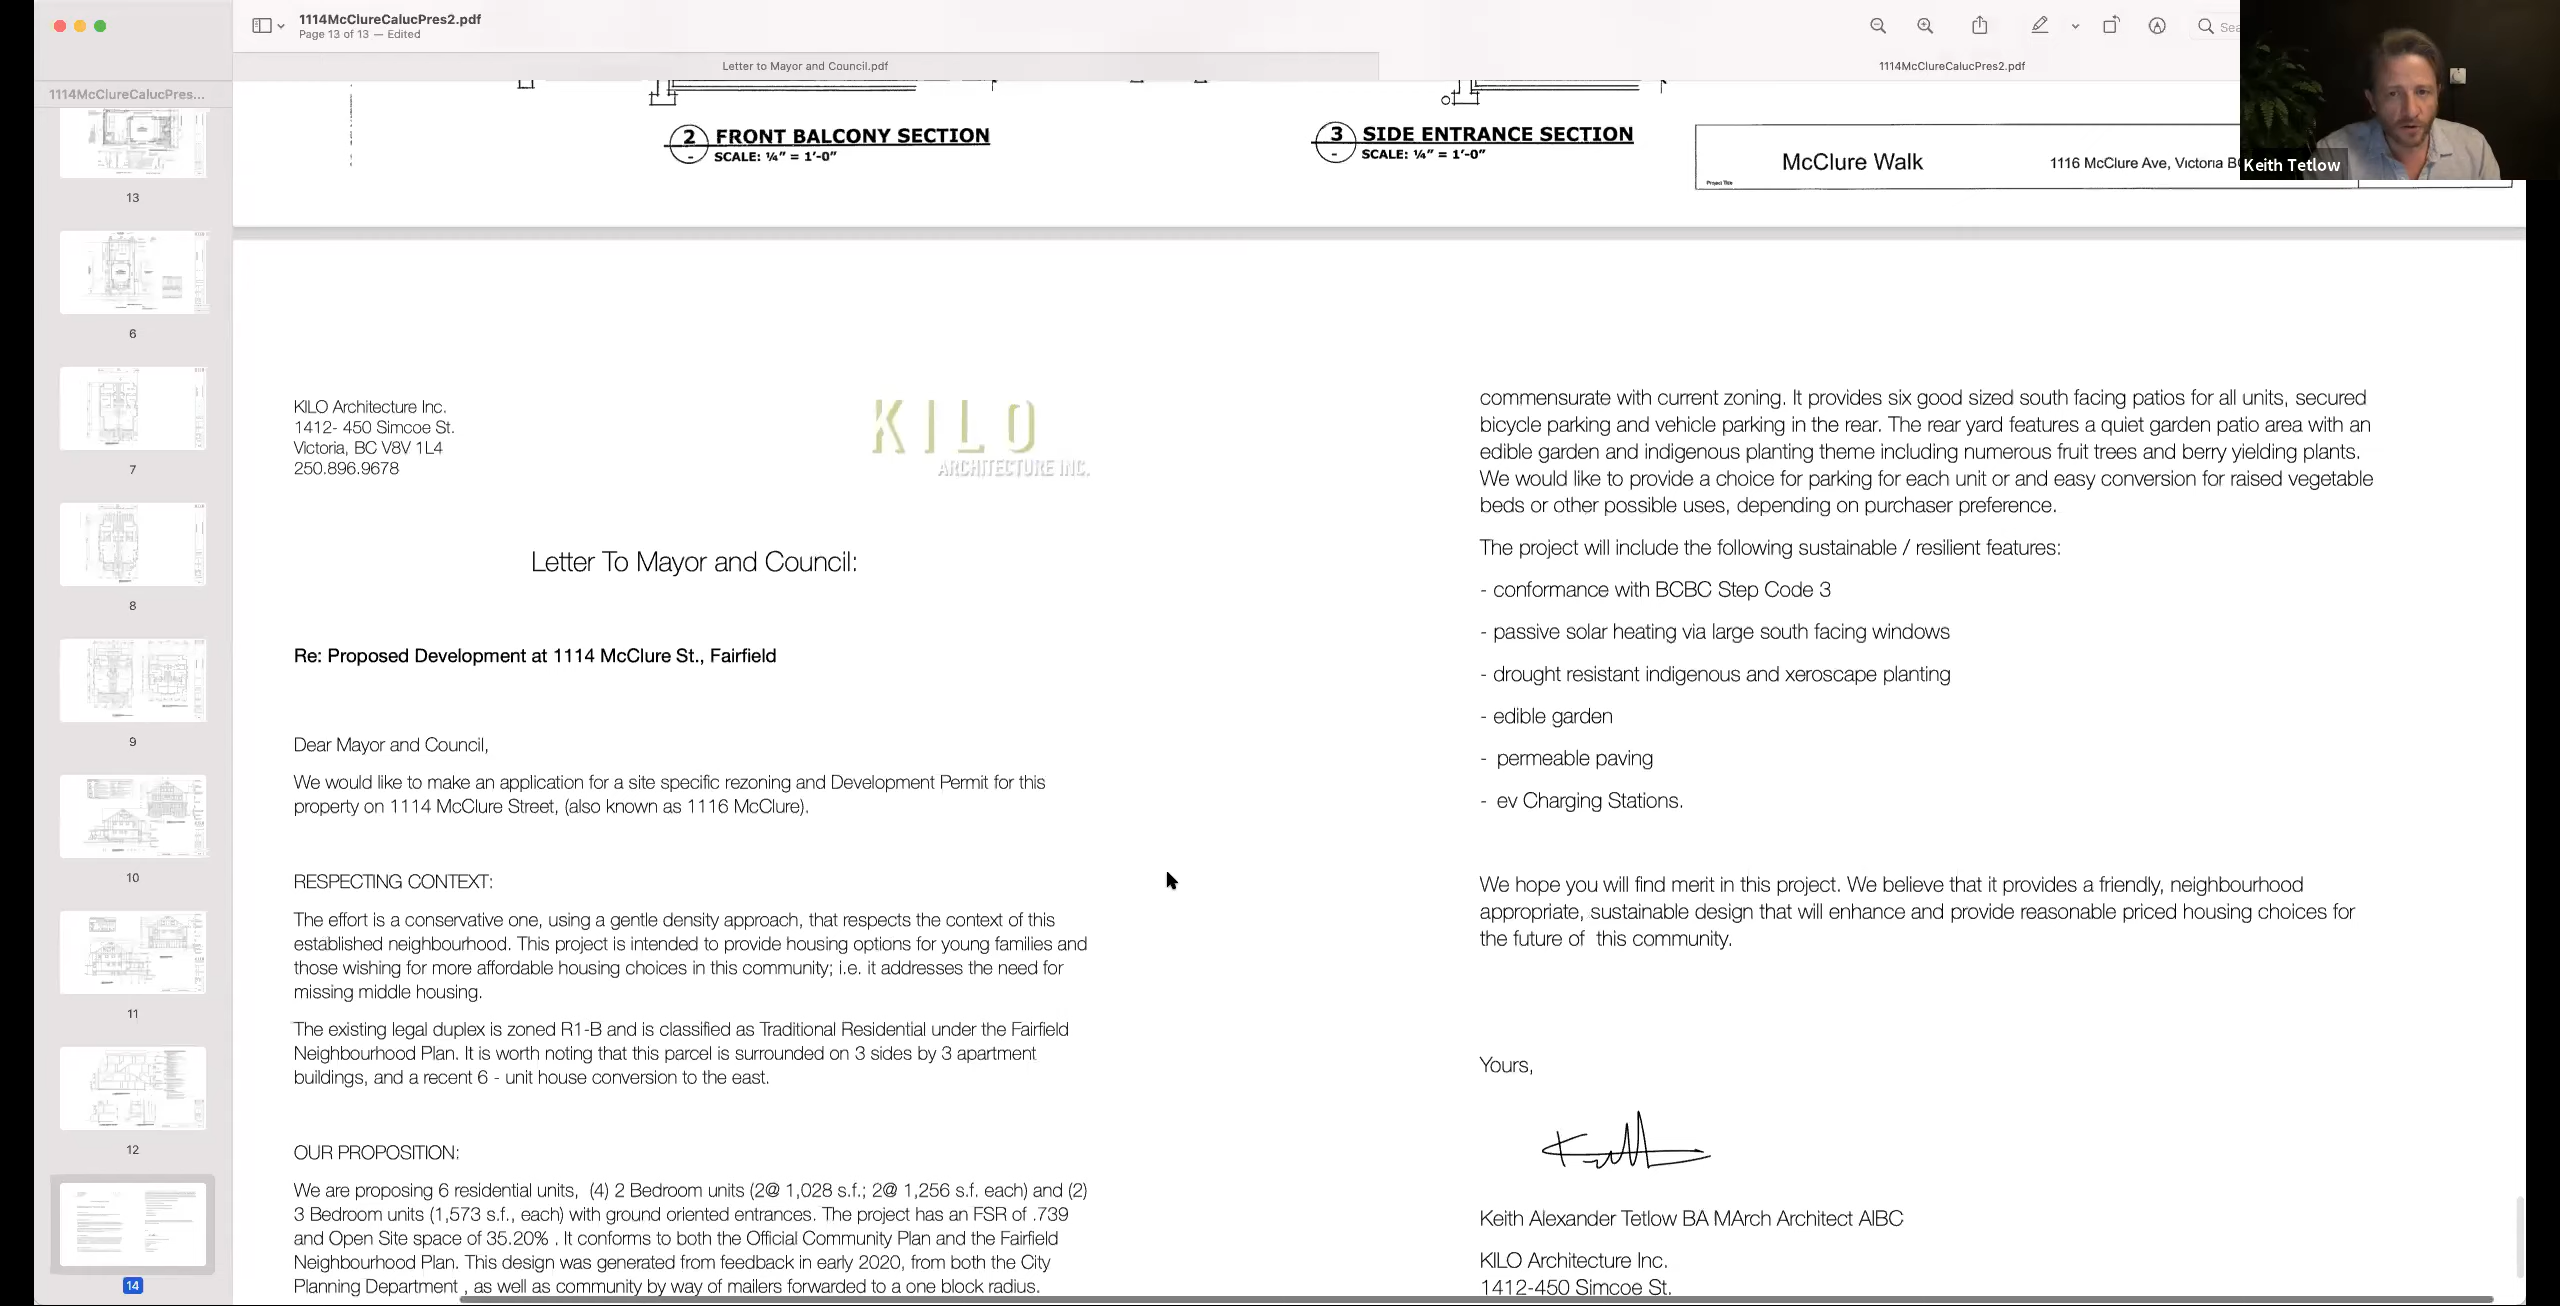 1114McClureCalucPres2.pdf
Page 13 of 13 — Edited
Letter to Mayor and Council.pdf
1114McClureCalucPres2.pdf
1114McClureCalucPres...
13
6
7
8
9
10
11
12
14
2 FRONT BALCONY SECTION
SCALE: ¼" = 1'-0"
3 SIDE ENTRANCE SECTION
SCALE: ¼" = 1'-0"
Project Title
McClure Walk
1116 McClure Ave, Victoria
Keith Tetlow
KILO Architecture Inc.
1412- 450 Simcoe St.
Victoria, BC V8V 1L4
250.896.9678
KILO
ARCHITECTURE INC.
Letter To Mayor and Council:
Re: Proposed Development at 1114 McClure St., Fairfield
Dear Mayor and Council,
We would like to make an application for a site specific rezoning and Development Permit for this
property on 1114 McClure Street, (also known as 1116 McClure).
RESPECTING CONTEXT:
The effort is a conservative one, using a gentle density approach, that respects the context of this
established neighbourhood. This project is intended to provide housing options for young families and
those wishing for more affordable housing choices in this community; i.e. it addresses the need for
missing middle housing.
The existing legal duplex is zoned R1-B and is classified as Traditional Residential under the Fairfield
Neighbourhood Plan. It is worth noting that this parcel is surrounded on 3 sides by 3 apartment
buildings, and a recent 6 - unit house conversion to the east.
OUR PROPOSITION:
We are proposing 6 residential units, (4) 2 Bedroom units (2@ 1,028 s.f.; 2@ 1,256 s.f. each) and (2)
3 Bedroom units (1,573 s.f., each) with ground oriented entrances. The project has an FSR of .739
and Open Site space of 35.20% . It conforms to both the Official Community Plan and the Fairfield
Neighbourhood Plan. This design was generated from feedback in early 2020, from both the City
Planning Department , as well as community by way of mailers forwarded to a one block radius.
commensurate with current zoning. It provides six good sized south facing patios for all units, secured
bicycle parking and vehicle parking in the rear. The rear yard features a quiet garden patio area with an
edible garden and indigenous planting theme including numerous fruit trees and berry yielding plants.
We would like to provide a choice for parking for each unit or and easy conversion for raised vegetable
beds or other possible uses, depending on purchaser preference.
The project will include the following sustainable / resilient features:
- conformance with BCBC Step Code 3
- passive solar heating via large south facing windows
- drought resistant indigenous and xeroscape planting
- edible garden
- permeable paving
- ev Charging Stations.
We hope you will find merit in this project. We believe that it provides a friendly, neighbourhood
appropriate, sustainable design that will enhance and provide reasonable priced housing choices for
the future of this community.
Yours,
Keith Alexander Tetlow BA MArch Architect AIBC
KILO Architecture Inc.
1412-450 Simcoe St.